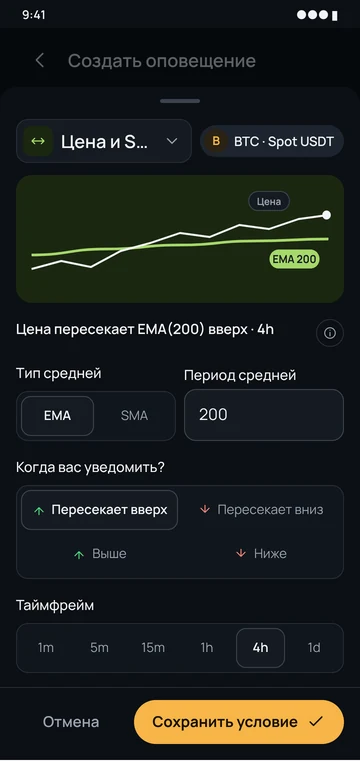 9:41
Создать оповещение
Цена и S...
B BTC · Spot USDT
Цена
EMA 200
Цена пересекает EMA(200) вверх · 4h
Тип средней
Период средней
EMA
SMA
200
Когда вас уведомить?
Пересекает вверх
Пересекает вниз
Выше
Ниже
Таймфрейм
1m 5m 15m 1h 4h 1d
Отмена
Сохранить условие